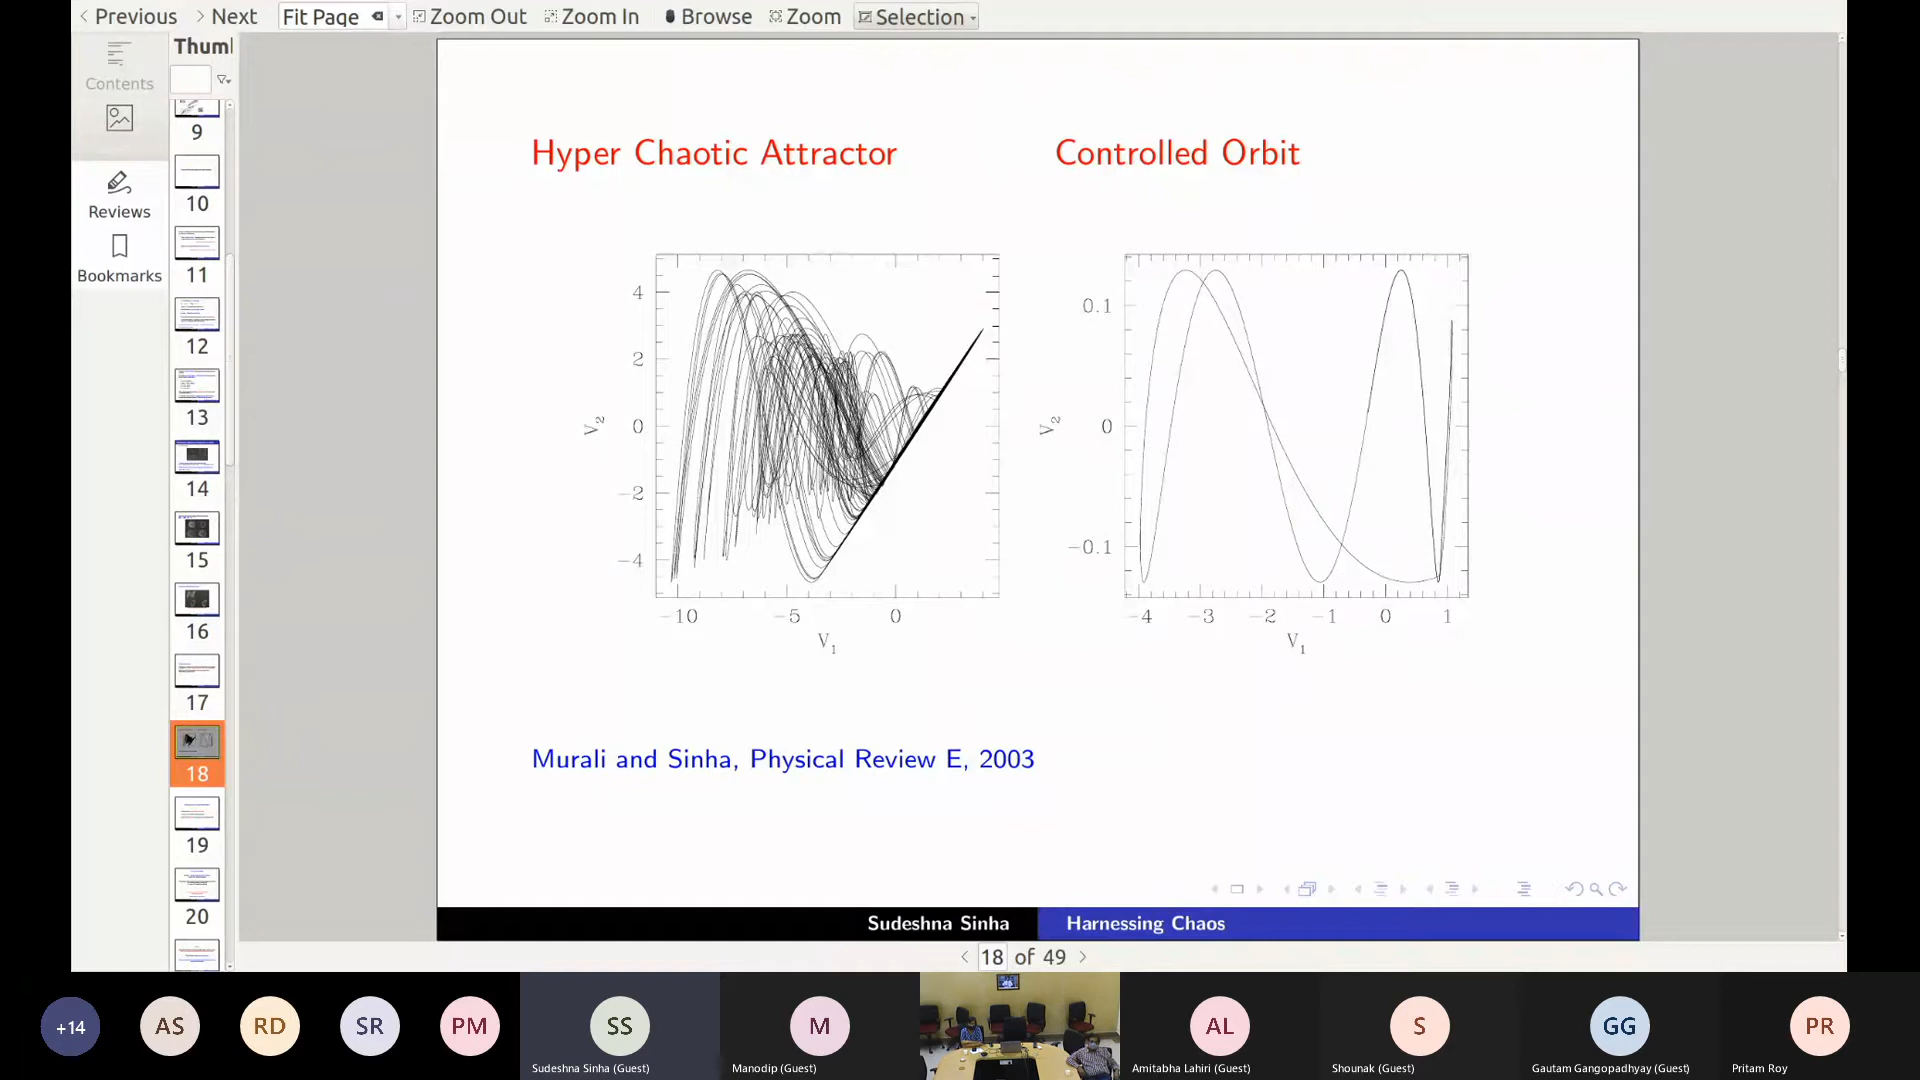 Previous Next Fit Page Zoom Out Zoom In Browse Zoom Selection
Contents
Reviews
Bookmarks
Thum
9
10
11
12
13
14
15
16
17
18
19
20
Hyper Chaotic Attractor
Controlled Orbit
4
2
0
−2
−4
V2
−10 −5 0
V1
0.1
0
−0.1
V2
−4 −3 −2 −1 0 1
V1
Murali and Sinha, Physical Review E, 2003
Sudeshna Sinha Harnessing Chaos
18 of 49
+14 AS RD SR PM SS M AL S GG PR
Sudeshna Sinha (Guest) Manodip (Guest) Amitabha Lahiri (Guest) Shounak (Guest) Gautam Gangopadhyay (Guest) Pritam Roy